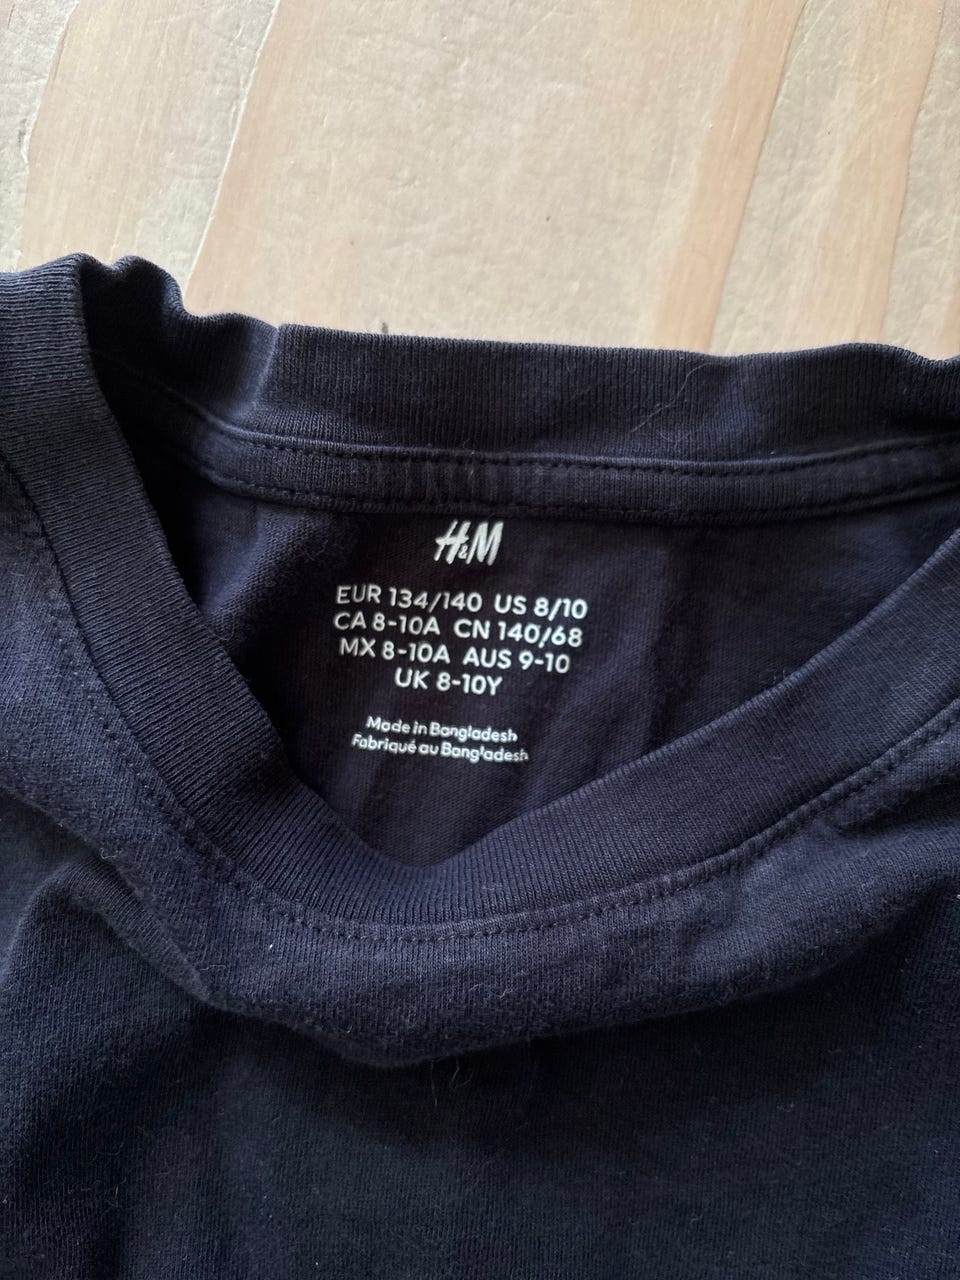 H&M
EUR 134/140 US 8/10
CA 8-10A CN 140/68
MX 8-10A AUS 9-10
UK 8-10Y
Made in Bangladesh
Fabriqué au Bangladesh